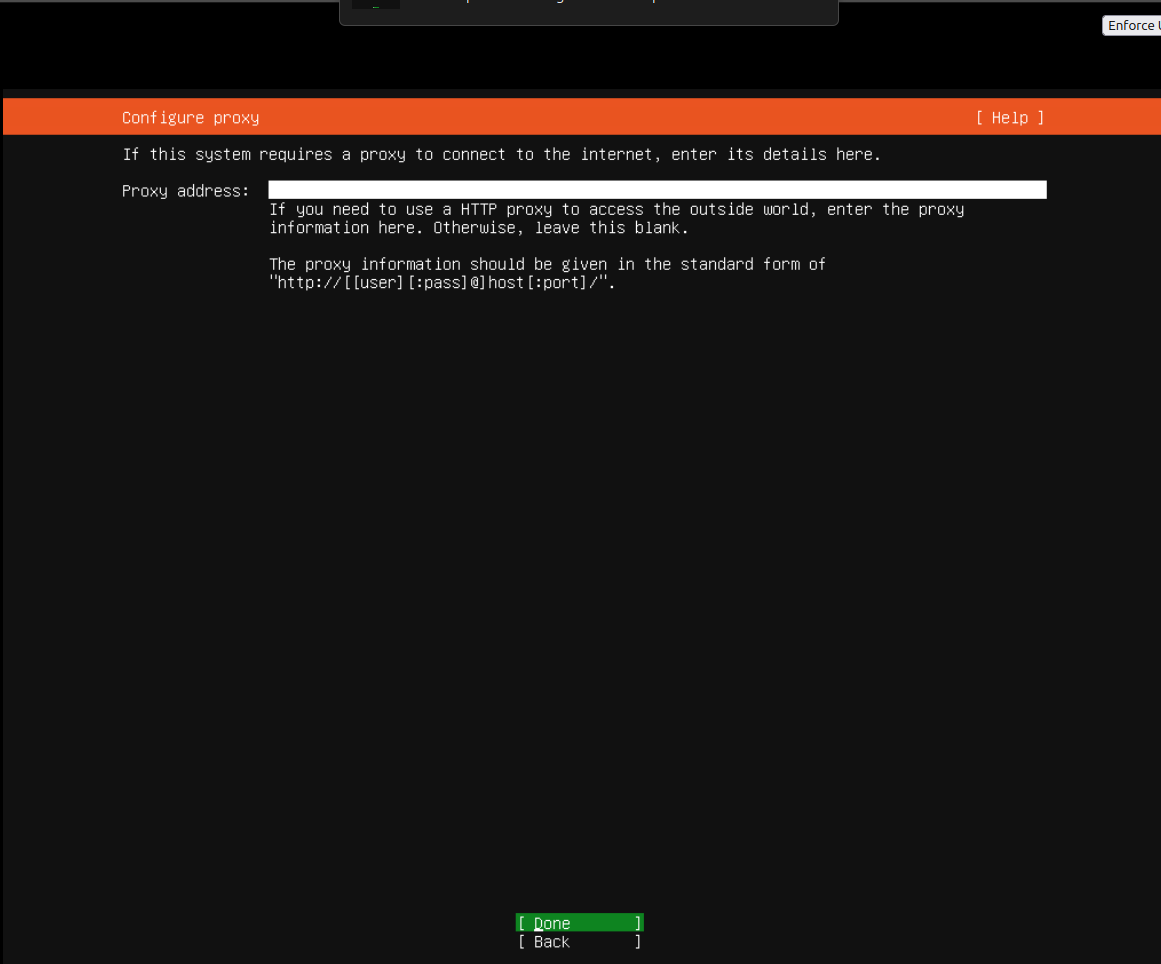 Enforce U
Configure proxy [ Help ]
If this system requires a proxy to connect to the internet, enter its details here.
Proxy address:
If you need to use a HTTP proxy to access the outside world, enter the proxy
information here. Otherwise, leave this blank.
The proxy information should be given in the standard form of
"http://[[user][:pass]@]host[:port]/".
[ Done ]
[ Back ]